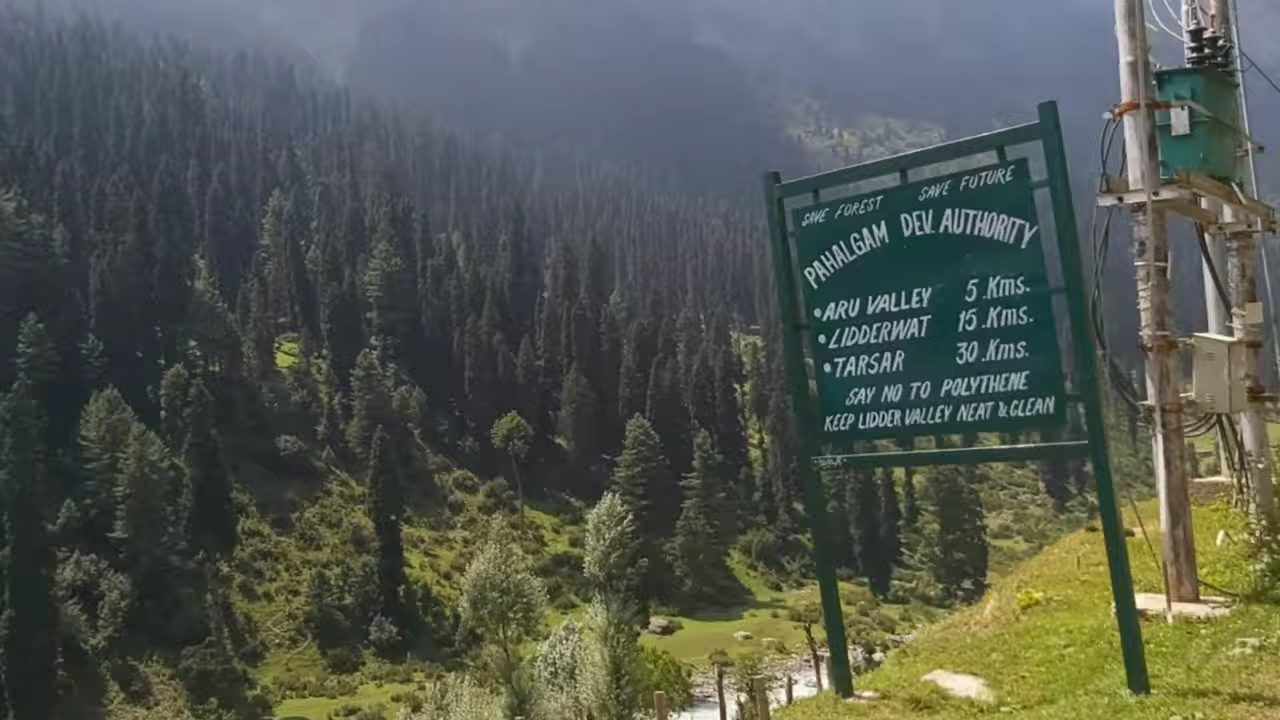 SAVE FOREST SAVE FUTURE
PAHALGAM DEV. AUTHORITY
•ARU VALLEY 5.Kms.
•LIDDERWAT 15.Kms.
•TARSAR 30.Kms.
SAY NO TO POLYTHENE
KEEP LIDDER VALLEY NEAT & CLEAN